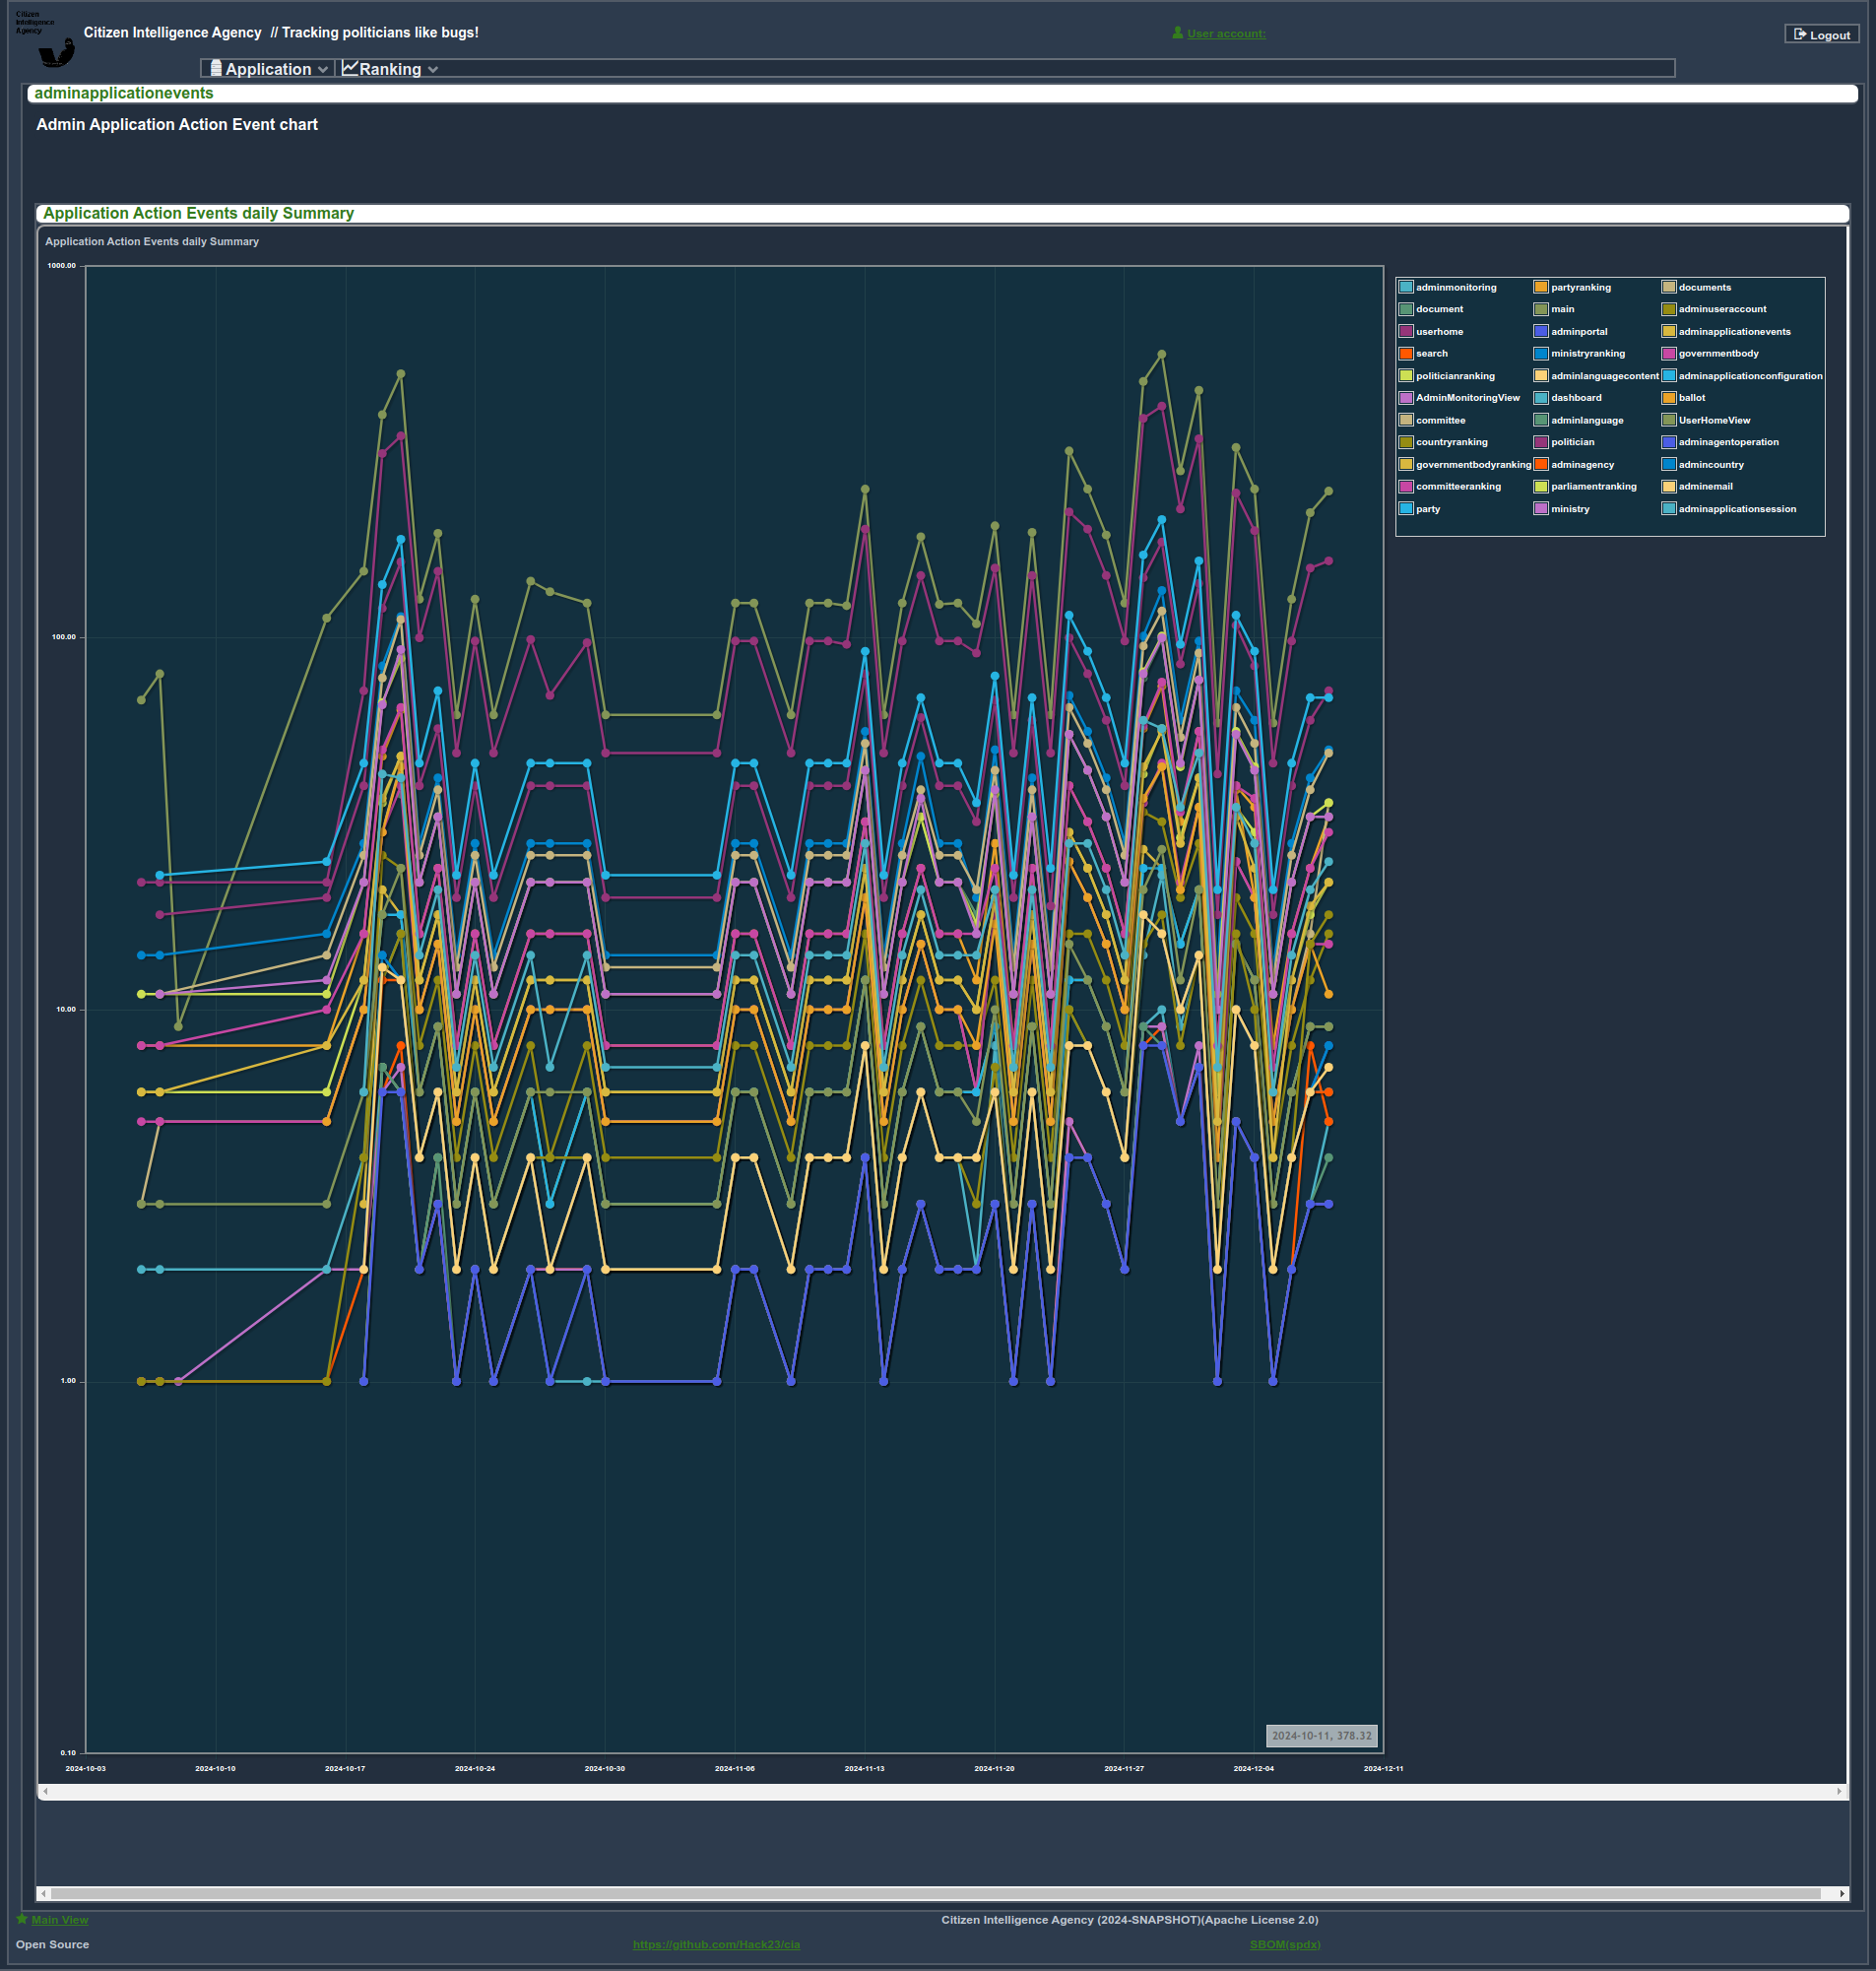 Citizen
Intelligence
Agency
Citizen Intelligence Agency // Tracking politicians like bugs!
User account:
Logout
Application
Ranking
adminapplicationevents
Admin Application Action Event chart
Application Action Events daily Summary
Application Action Events daily Summary
1000.00
100.00
10.00
1.00
0.10
adminmonitoring partyranking documents
document main adminuseraccount
userhome adminportal adminapplicationevents
search ministryranking governmentbody
politicianranking adminlanguagecontent adminapplicationconfiguration
AdminMonitoringView dashboard ballot
committee adminlanguage UserHomeView
countryranking politician adminagentoperation
governmentbodyranking adminagency admincountry
committeeranking parliamentranking adminemail
party ministry adminapplicationsession
2024-10-11, 378.32
2024-10-03 2024-10-10 2024-10-17 2024-10-24 2024-10-30 2024-11-06 2024-11-13 2024-11-20 2024-11-27 2024-12-04 2024-12-11
Main View
Citizen Intelligence Agency (2024-SNAPSHOT)(Apache License 2.0)
Open Source
https://github.com/Hack23/cia
SBOM(spdx)